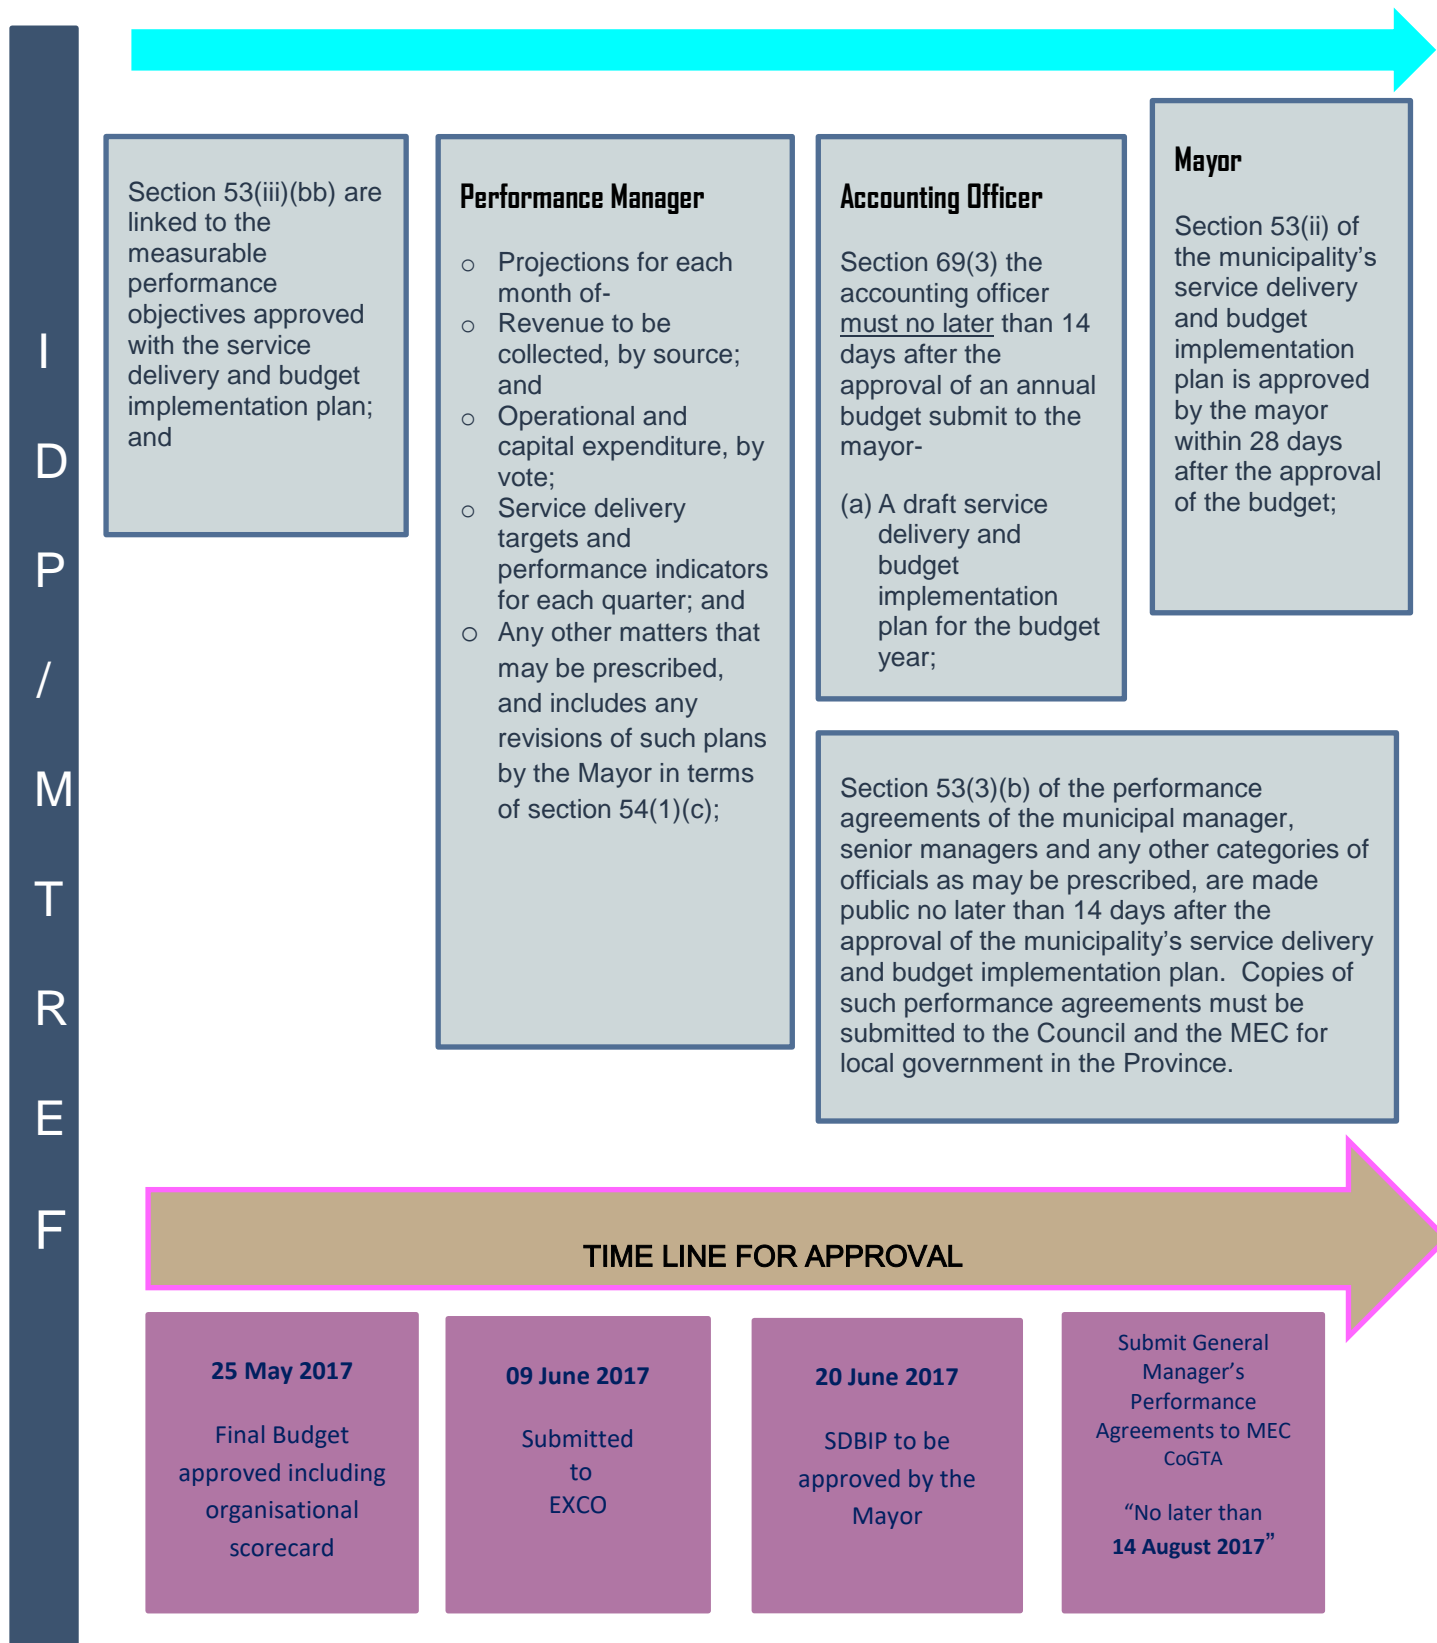 I
D
P
/
M
T
R
E
F
Section 53(iii)(bb) are
linked to the
measurable
performance
objectives approved
with the service
delivery and budget
implementation plan;
and
Performance Manager
o Projections for each
month of-
o Revenue to be
collected, by source;
and
o Operational and
capital expenditure, by
vote;
o Service delivery
targets and
performance indicators
for each quarter; and
o Any other matters that
may be prescribed,
and includes any
revisions of such plans
by the Mayor in terms
of section 54(1)(c);
Accounting Officer
Section 69(3) the
accounting officer
must no later than 14
days after the
approval of an annual
budget submit to the
mayor-
(a) A draft service
delivery and
budget
implementation
plan for the budget
year;
Mayor
Section 53(ii) of
the municipality’s
service delivery
and budget
implementation
plan is approved
by the mayor
within 28 days
after the approval
of the budget;
Section 53(3)(b) of the performance
agreements of the municipal manager,
senior managers and any other categories of
officials as may be prescribed, are made
public no later than 14 days after the
approval of the municipality’s service delivery
and budget implementation plan.  Copies of
such performance agreements must be
submitted to the Council and the MEC for
local government in the Province.
TIME LINE FOR APPROVAL
25 May 2017
Final Budget
approved including
organisational
scorecard
09 June 2017
Submitted
to
EXCO
20 June 2017
SDBIP to be
approved by the
Mayor
Submit General
Manager’s
Performance
Agreements to MEC
CoGTA
“No later than
14 August 2017”